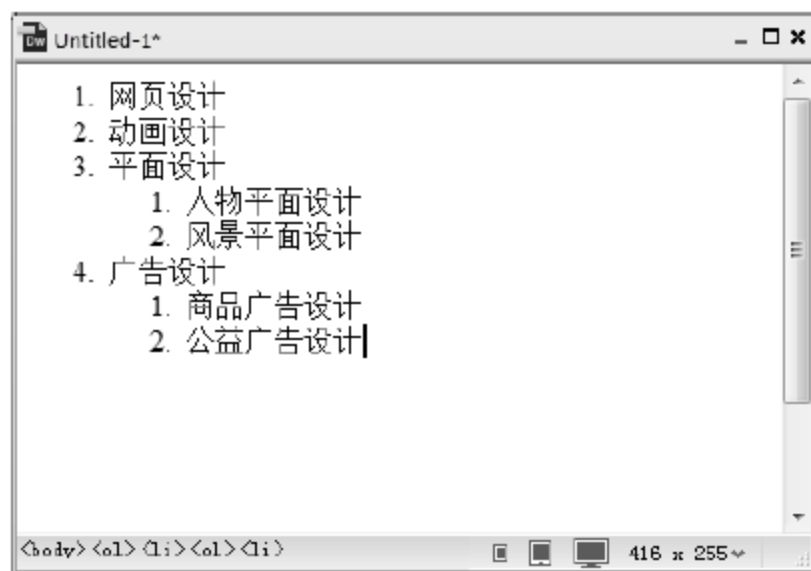 Dw Untitled-1*
1. 网页设计
2. 动画设计
3. 平面设计
1. 人物平面设计
2. 风景平面设计
4. 广告设计
1. 商品广告设计
2. 公益广告设计
<body><ol><li><ol><li> 416 x 255